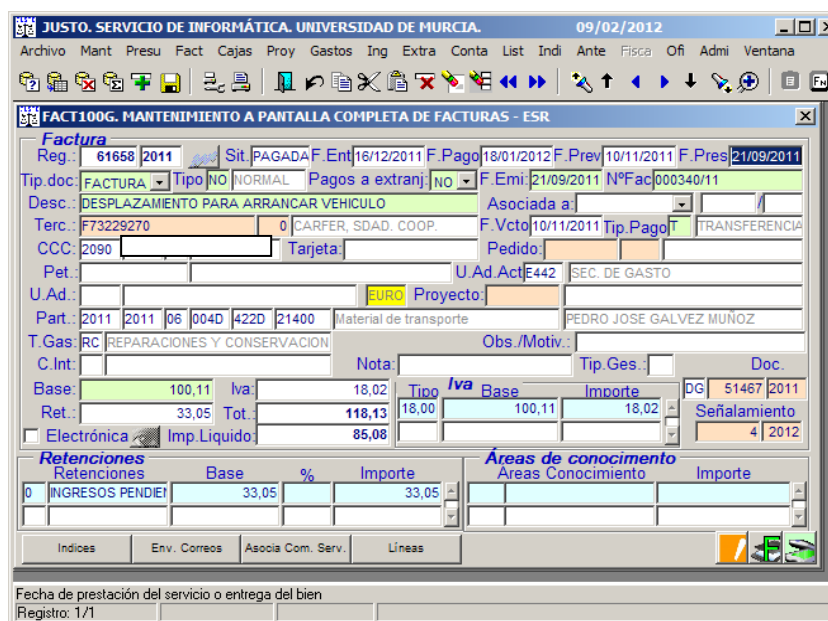 JUSTO. SERVICIO DE INFORMÁTICA. UNIVERSIDAD DE MURCIA. 09/02/2012
Archivo Mant Presu Fact Cajas Proy Gastos Ing Extra Conta List Indi Ante Fisca Ofi Admi Ventana
FACT100G. MANTENIMIENTO A PANTALLA COMPLETA DE FACTURAS - ESR
Factura
Reg.: 61658 2011 Sit. PAGADA F.Ent 16/12/2011 F.Pago 18/01/2012 F.Prev 10/11/2011 F.Pres 21/09/2011
Tip.doc: FACTURA Tipo NO NORMAL Pagos a extranj: NO F.Emi: 21/09/2011 NºFac 000340/11
Desc.: DESPLAZAMIENTO PARA ARRANCAR VEHICULO Asociada a: /
Terc.: F73229270 0 CARFER, SDAD. COOP. F.Vcto 10/11/2011 Tip.Pago T TRANSFERENCIA
CCC: 2090 Tarjeta: Pedido:
Pet.: U.Ad.Act E442 SEC. DE GASTO
U.Ad.: EURO Proyecto:
Part.: 2011 2011 06 004D 422D 21400 Material de transporte PEDRO JOSE GALVEZ MUÑOZ
T.Gas: RC REPARACIONES Y CONSERVACION Obs./Motiv.:
C.Int: Nota: Tip.Ges.: Doc.
Base: 100,11 Iva: 18,02 Tipo Iva Base Importe DG 51467 2011
Ret.: 33,05 Tot.: 118,13 18,00 100,11 18,02 Señalamiento
Electrónica Imp.Liquido: 85,08 4 2012
Retenciones Áreas de conocimento
Retenciones Base % Importe Areas Conocimiento Importe
0 INGRESOS PENDIEN 33,05 33,05
Indices Env. Correos Asocia Com. Serv. Líneas
Fecha de prestación del servicio o entrega del bien
Registro: 1/1